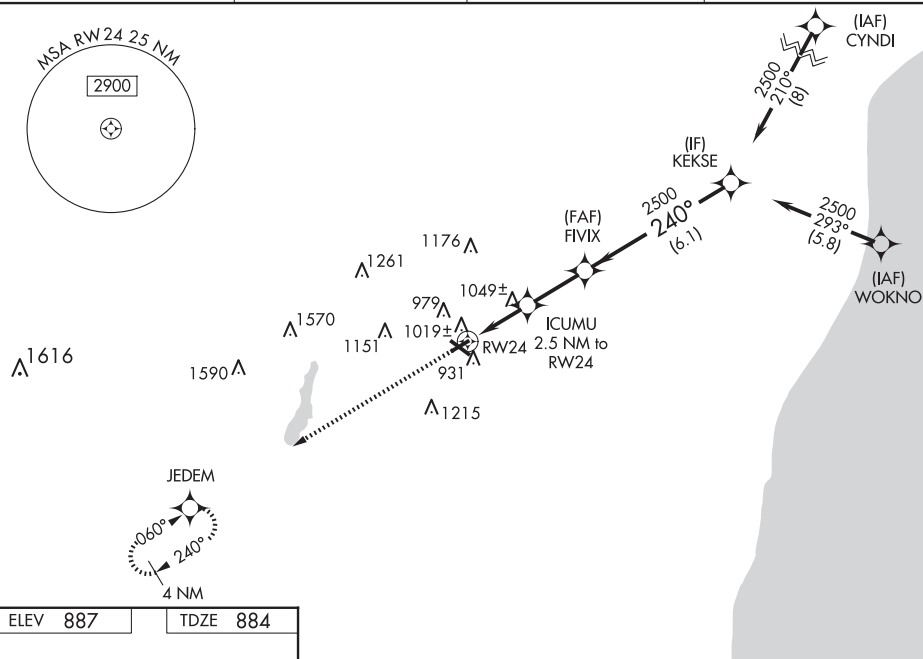 MSA RW24 25 NM
2900
(IAF)
CYNDI
2500
210°
(8)
(IF)
KEKSE
2500
240°
(6.1)
2500
293°
(5.8)
(IAF)
WOKNO
(FAF)
FIVIX
1176
1261
1049±
979
1570
1019±
1151
ICUMU
2.5 NM to
RW24
RW24
931
1616
1590
1215
JEDEM
060°
240°
4 NM
ELEV 887
TDZE 884